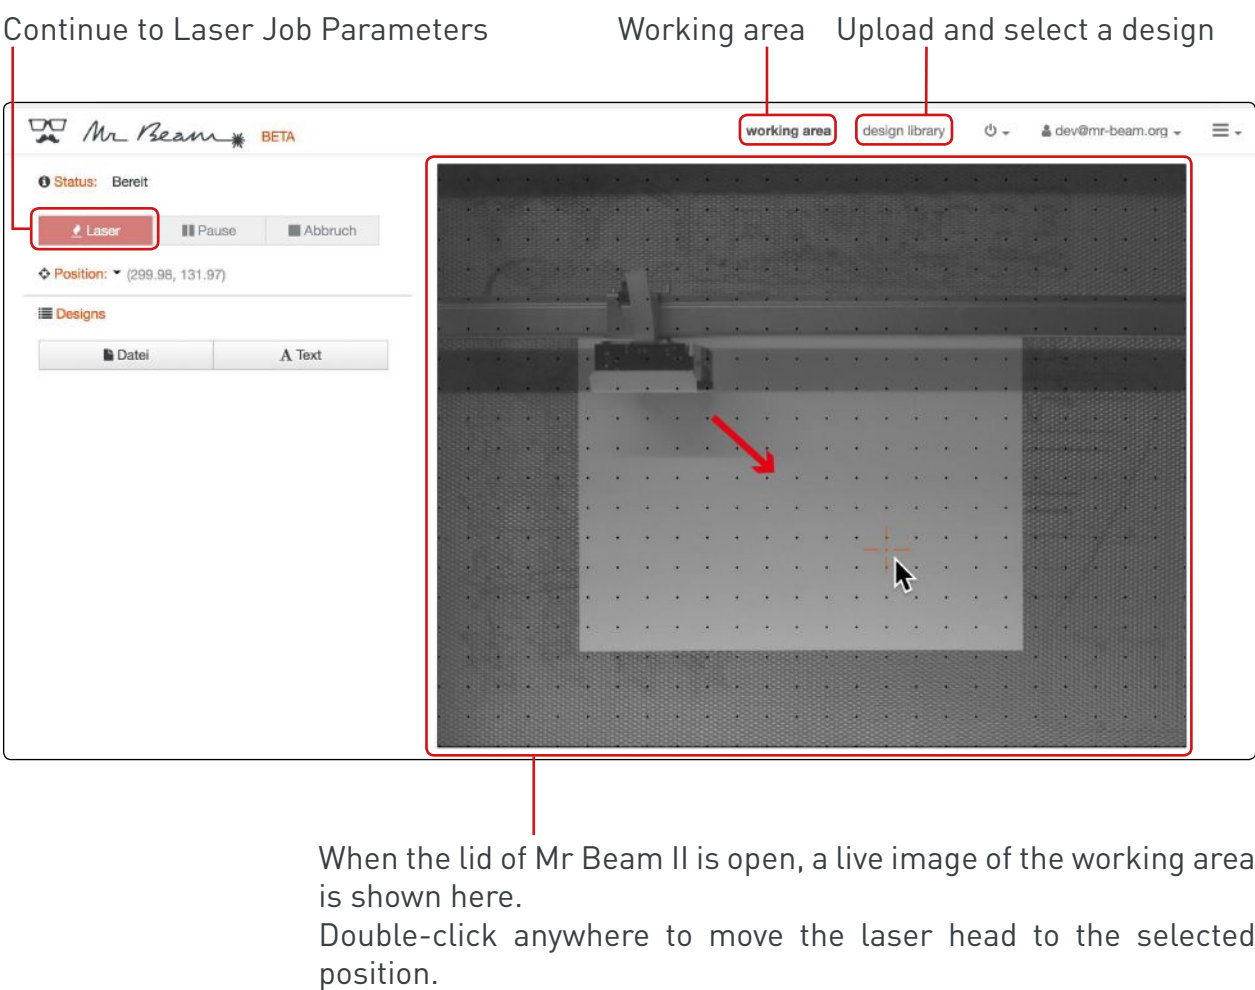 Continue to Laser Job Parameters
Working area
Upload and select a design
Mr Beam BETA
working area
design library
dev@mr-beam.org
Status: Bereit
Laser
Pause
Abbruch
Position: (299.98, 131.97)
Designs
Datei
A Text
When the lid of Mr Beam II is open, a live image of the working area
is shown here.
Double-click anywhere to move the laser head to the selected
position.